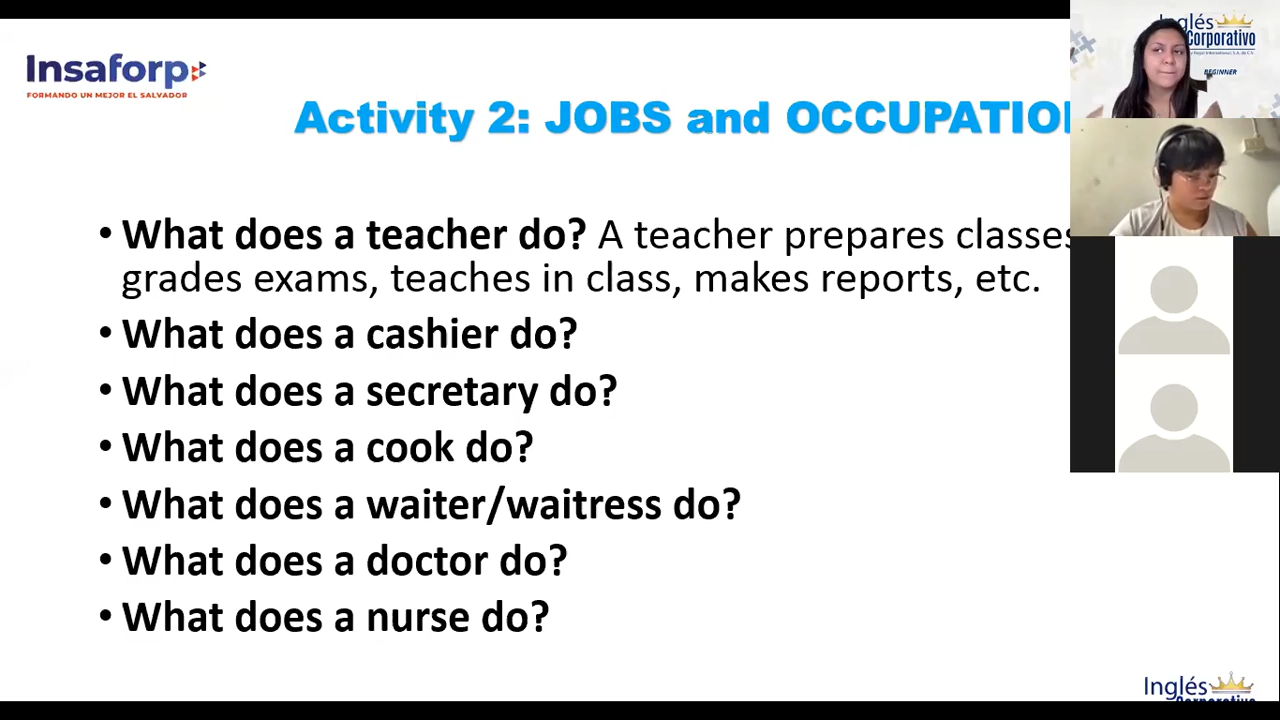 Insaforp
FORMANDO UN MEJOR EL SALVADOR
Inglés
Corporativo
BEGINNER
Activity 2: JOBS and OCCUPATIO
• What does a teacher do? A teacher prepares classes
grades exams, teaches in class, makes reports, etc.
• What does a cashier do?
• What does a secretary do?
• What does a cook do?
• What does a waiter/waitress do?
• What does a doctor do?
• What does a nurse do?
Inglés
Corporativo